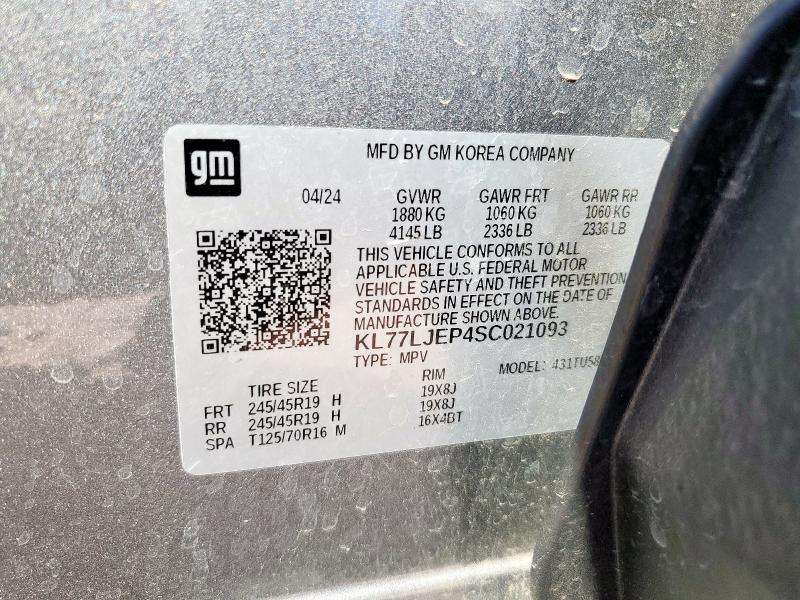 gm
MFD BY GM KOREA COMPANY
04/24 GVWR GAWR FRT GAWR RR
1880 KG 1060 KG 1060 KG
4145 LB 2336 LB 2336 LB
THIS VEHICLE CONFORMS TO ALL
APPLICABLE U.S. FEDERAL MOTOR
VEHICLE SAFETY AND THEFT PREVENTION
STANDARDS IN EFFECT ON THE DATE OF
MANUFACTURE SHOWN ABOVE.
KL77LJEP4SC021093
TYPE: MPV MODEL: 431TU58
TIRE SIZE RIM
FRT 245/45R19 H 19X8J
RR 245/45R19 H 19X8J
SPA T125/70R16 M 16X4BT